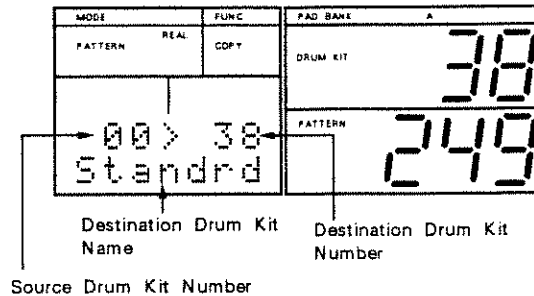 MODE FUNC PAD BANK A
PATTERN REAL COPY DRUM KIT 38
00> 38
Standrd
PATTERN 249
Destination Drum Kit
Name
Destination Drum Kit
Number
Source Drum Kit Number